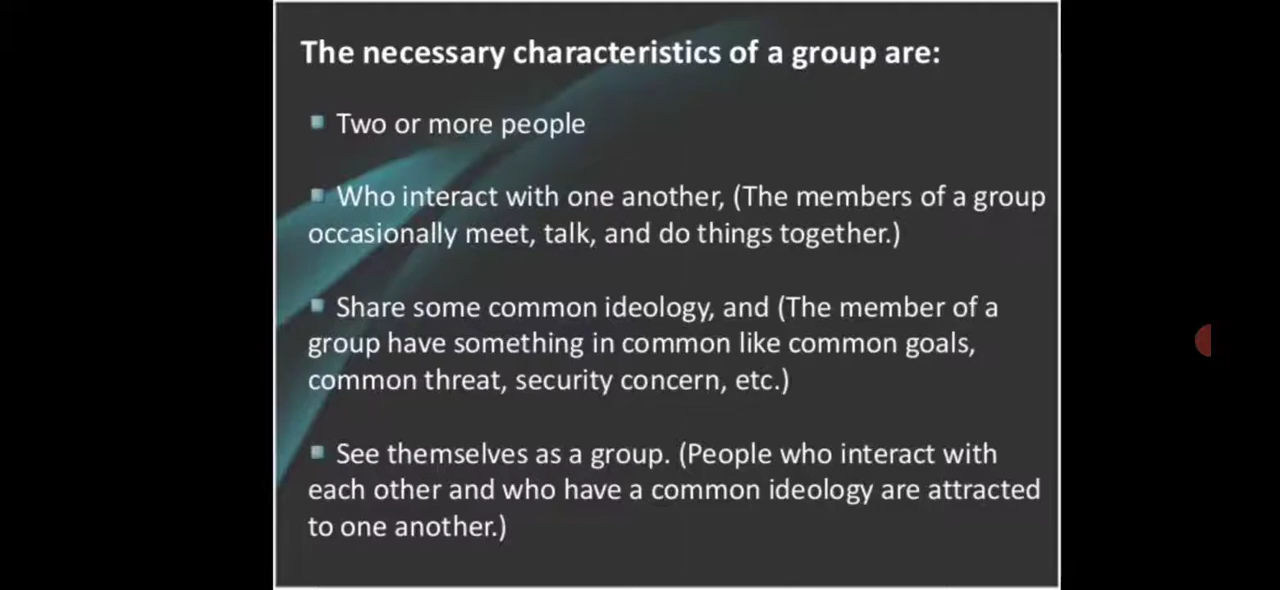 The necessary characteristics of a group are:
▪ Two or more people
▪ Who interact with one another, (The members of a group
occasionally meet, talk, and do things together.)
▪ Share some common ideology, and (The member of a
group have something in common like common goals,
common threat, security concern, etc.)
▪ See themselves as a group. (People who interact with
each other and who have a common ideology are attracted
to one another.)